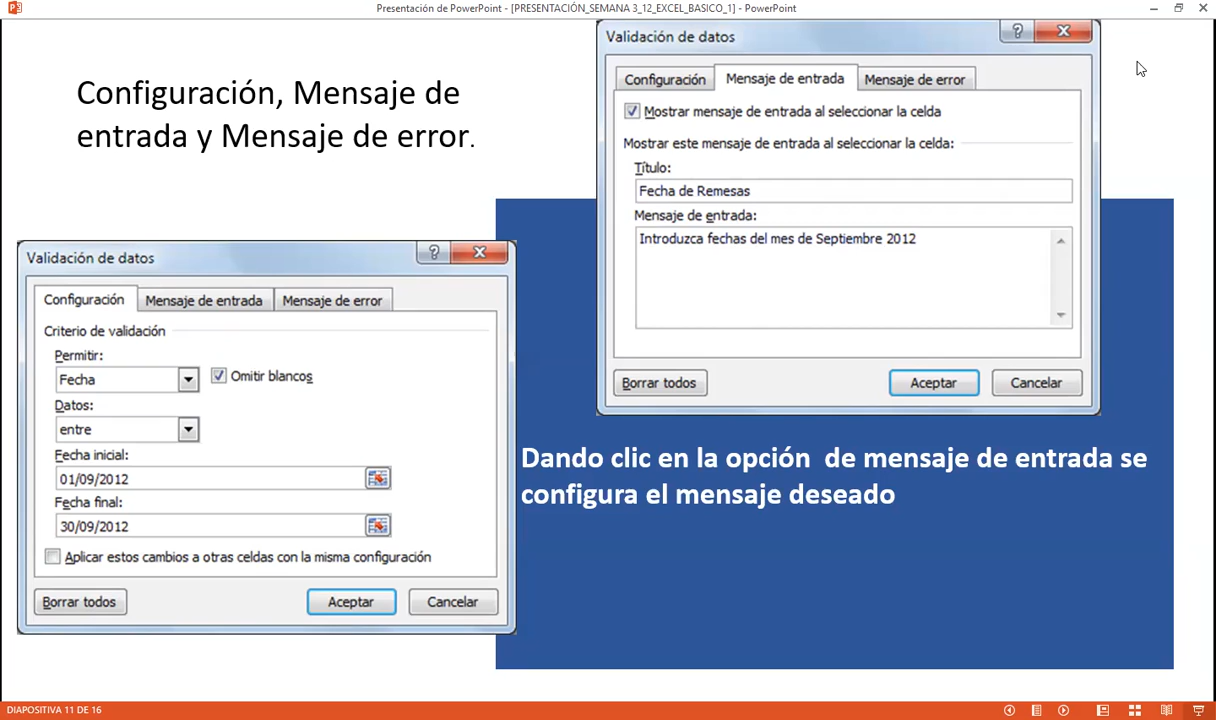 Presentación de PowerPoint - [PRESENTACIÓN_SEMANA 3_12_EXCEL_BASICO_1] - PowerPoint
Configuración, Mensaje de
entrada y Mensaje de error.
Validación de datos
Configuración
Mensaje de entrada
Mensaje de error
Mostrar mensaje de entrada al seleccionar la celda
Mostrar este mensaje de entrada al seleccionar la celda:
Título:
Fecha de Remesas
Mensaje de entrada:
Introduzca fechas del mes de Septiembre 2012
Borrar todos
Aceptar
Cancelar
Validación de datos
Configuración
Mensaje de entrada
Mensaje de error
Criterio de validación
Permitir:
Fecha
Omitir blancos
Datos:
entre
Fecha inicial:
01/09/2012
Fecha final:
30/09/2012
Aplicar estos cambios a otras celdas con la misma configuración
Borrar todos
Aceptar
Cancelar
Dando clic en la opción  de mensaje de entrada se
configura el mensaje deseado
DIAPOSITIVA 11 DE 16